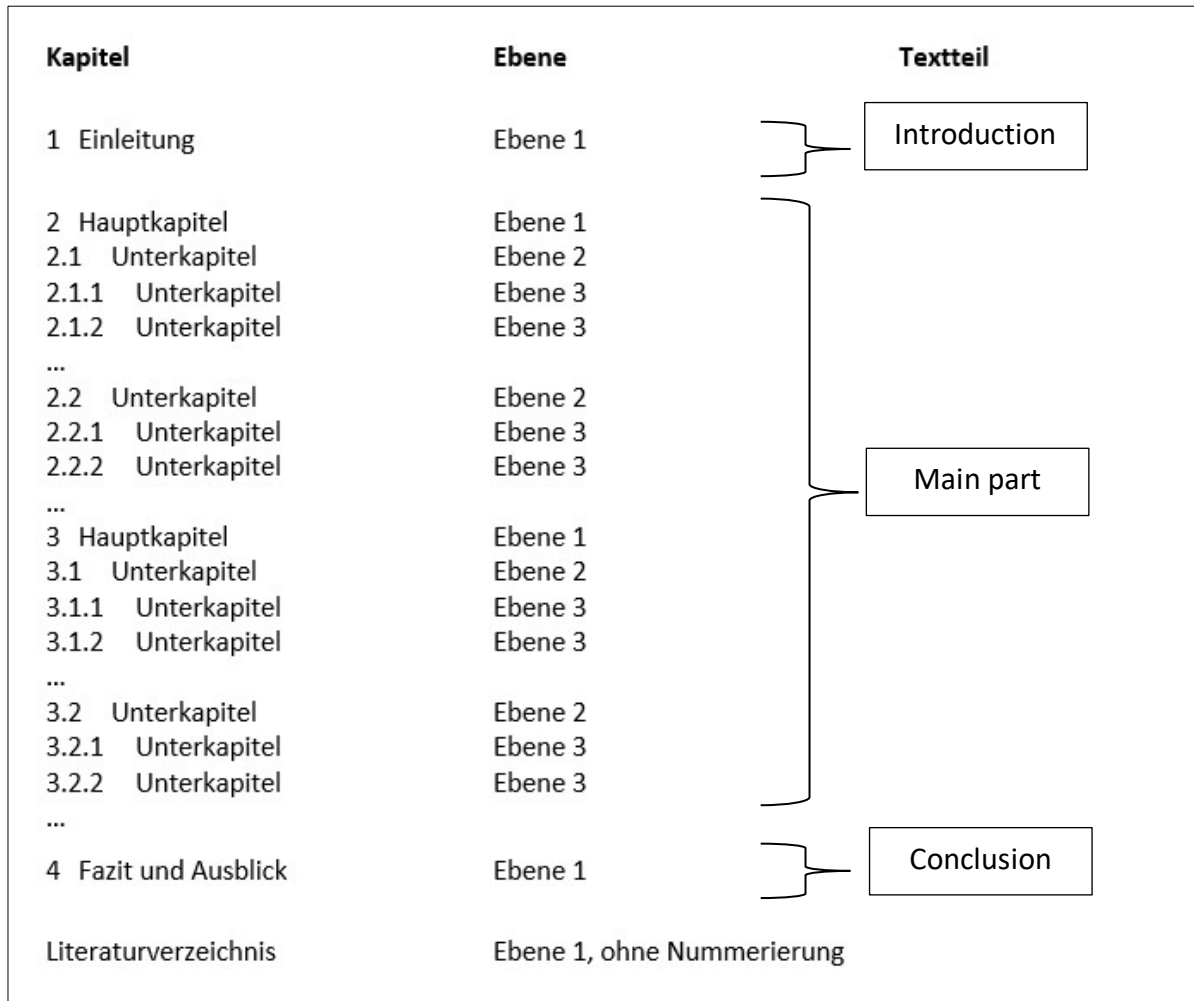 Kapitel Ebene Textteil
1 Einleitung Ebene 1 Introduction
2 Hauptkapitel Ebene 1
2.1 Unterkapitel Ebene 2
2.1.1 Unterkapitel Ebene 3
2.1.2 Unterkapitel Ebene 3
...
2.2 Unterkapitel Ebene 2
2.2.1 Unterkapitel Ebene 3
2.2.2 Unterkapitel Ebene 3 Main part
...
3 Hauptkapitel Ebene 1
3.1 Unterkapitel Ebene 2
3.1.1 Unterkapitel Ebene 3
3.1.2 Unterkapitel Ebene 3
...
3.2 Unterkapitel Ebene 2
3.2.1 Unterkapitel Ebene 3
3.2.2 Unterkapitel Ebene 3
...
4 Fazit und Ausblick Ebene 1 Conclusion
Literaturverzeichnis Ebene 1, ohne Nummerierung